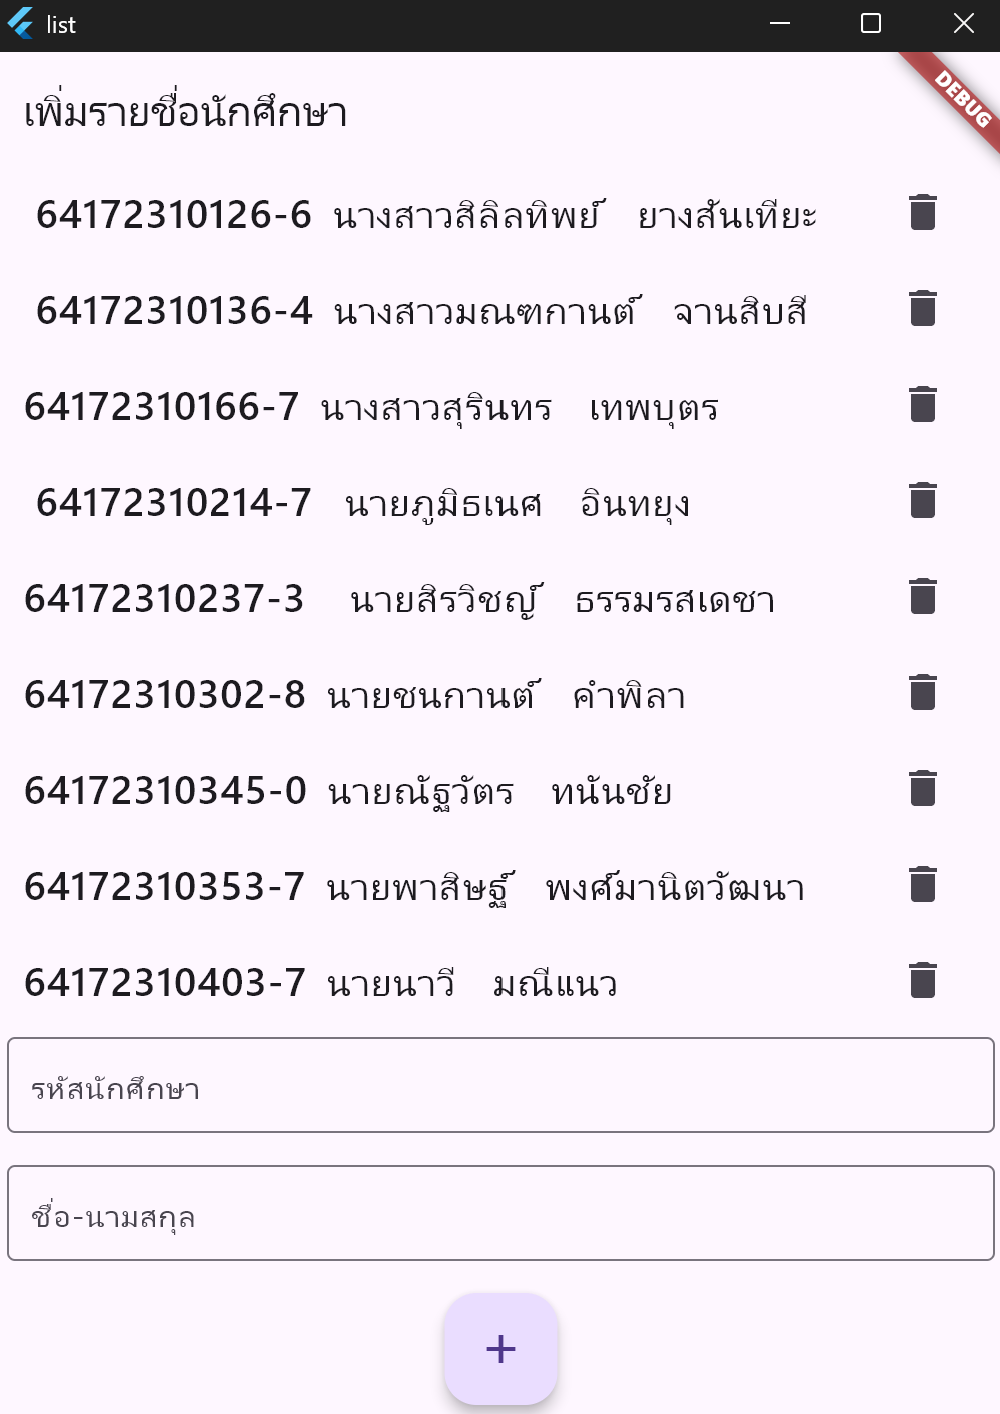 list
DEBUG
เพิ่มรายชื่อนักศึกษา
64172310126-6 นางสาวสิลิลทิพย์ ยางสันเทียะ
64172310136-4 นางสาวมณฑกานต์ จานสิบสี
64172310166-7 นางสาวสุรินทร เทพบุตร
64172310214-7 นายภูมิธเนศ อินทยุง
64172310237-3 นายสิรวิชญ์ ธรรมรสเดชา
64172310302-8 นายชนกานต์ คำพิลา
64172310345-0 นายณัฐวัตร ทนันชัย
64172310353-7 นายพาสิษฐ์ พงศ์มานิตวัฒนา
64172310403-7 นายนาวี มณีแนว
รหัสนักศึกษา
ชื่อ-นามสกุล
+